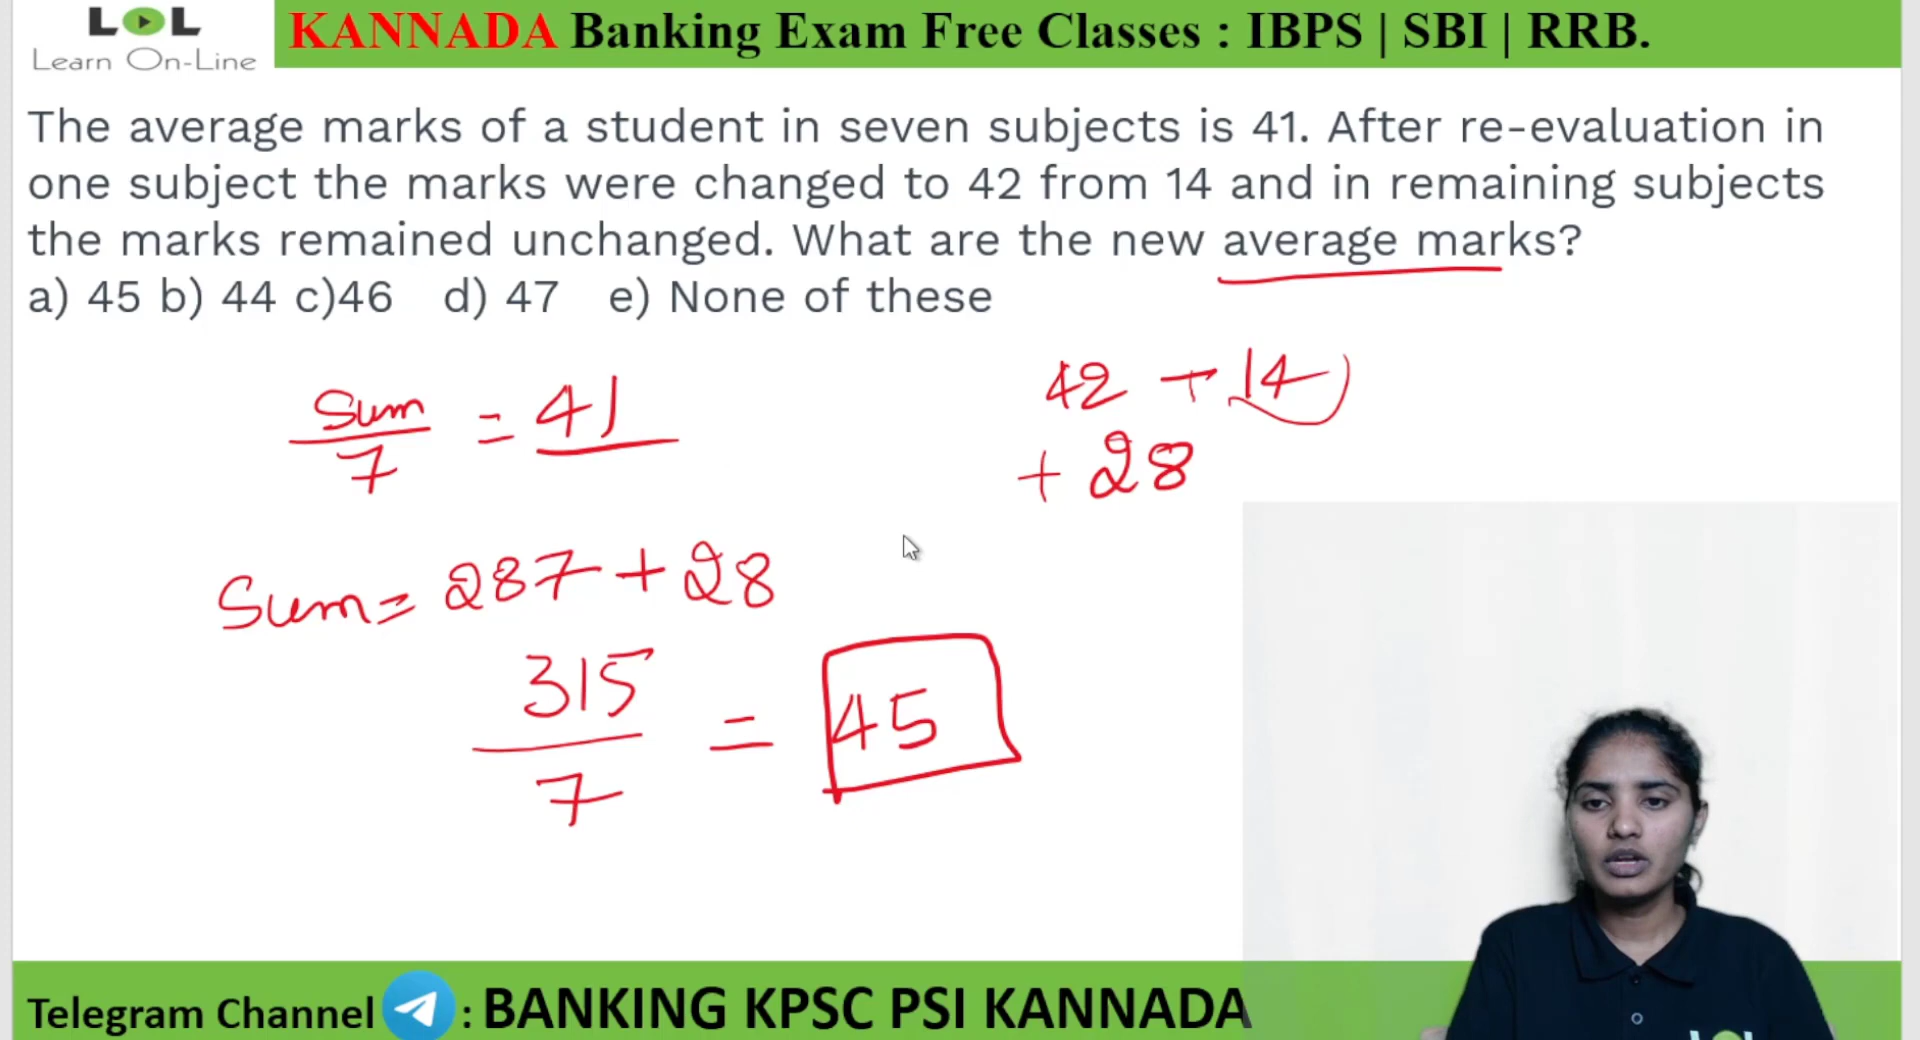 LOL
Learn On-Line
KANNADA Banking Exam Free Classes : IBPS | SBI | RRB.
The average marks of a student in seven subjects is 41. After re-evaluation in
one subject the marks were changed to 42 from 14 and in remaining subjects
the marks remained unchanged. What are the new average marks?
a) 45 b) 44 c)46 d) 47 e) None of these
Sum
7
= 41
42 + 14
+ 28
Sum = 287 + 28
315
7
= 45
Telegram Channel : BANKING KPSC PSI KANNADA